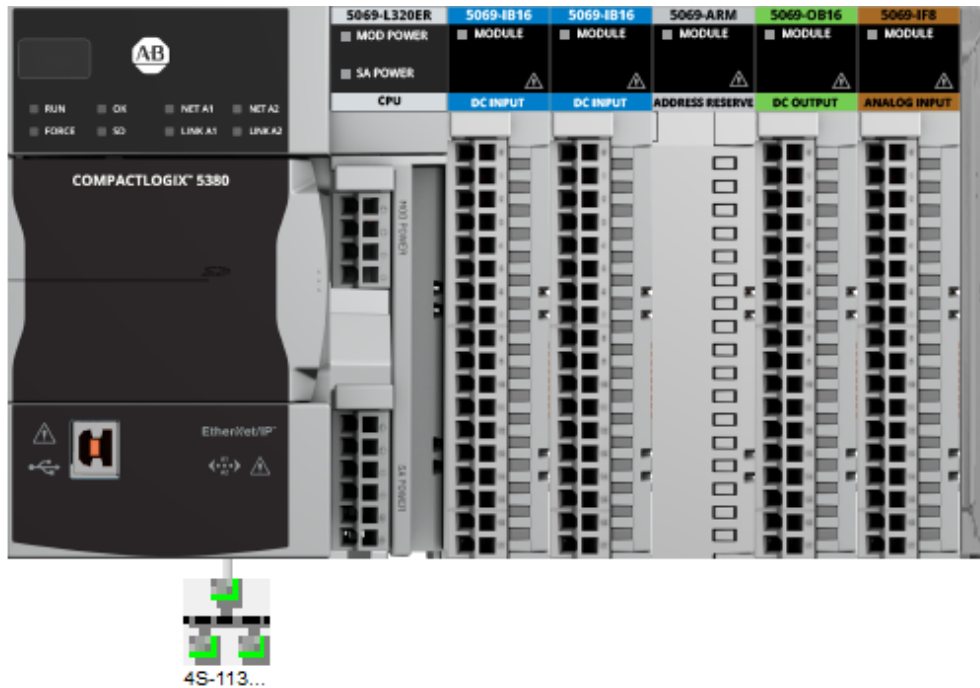 5069-L320ER 5069-IB16 5069-IB16 5069-ARM 5069-OB16 5069-IF8
MOD POWER MODULE MODULE MODULE MODULE MODULE
AB
SA POWER
CPU DC INPUT DC INPUT ADDRESS RESERVE DC OUTPUT ANALOG INPUT
RUN OK NET A1 NET A2
FORCE SD LINK A1 LINK A2
COMPACTLOGIX™ 5380
MOD POWER
EtherNet/IP™
A1
A2
SA POWER
4S-113...